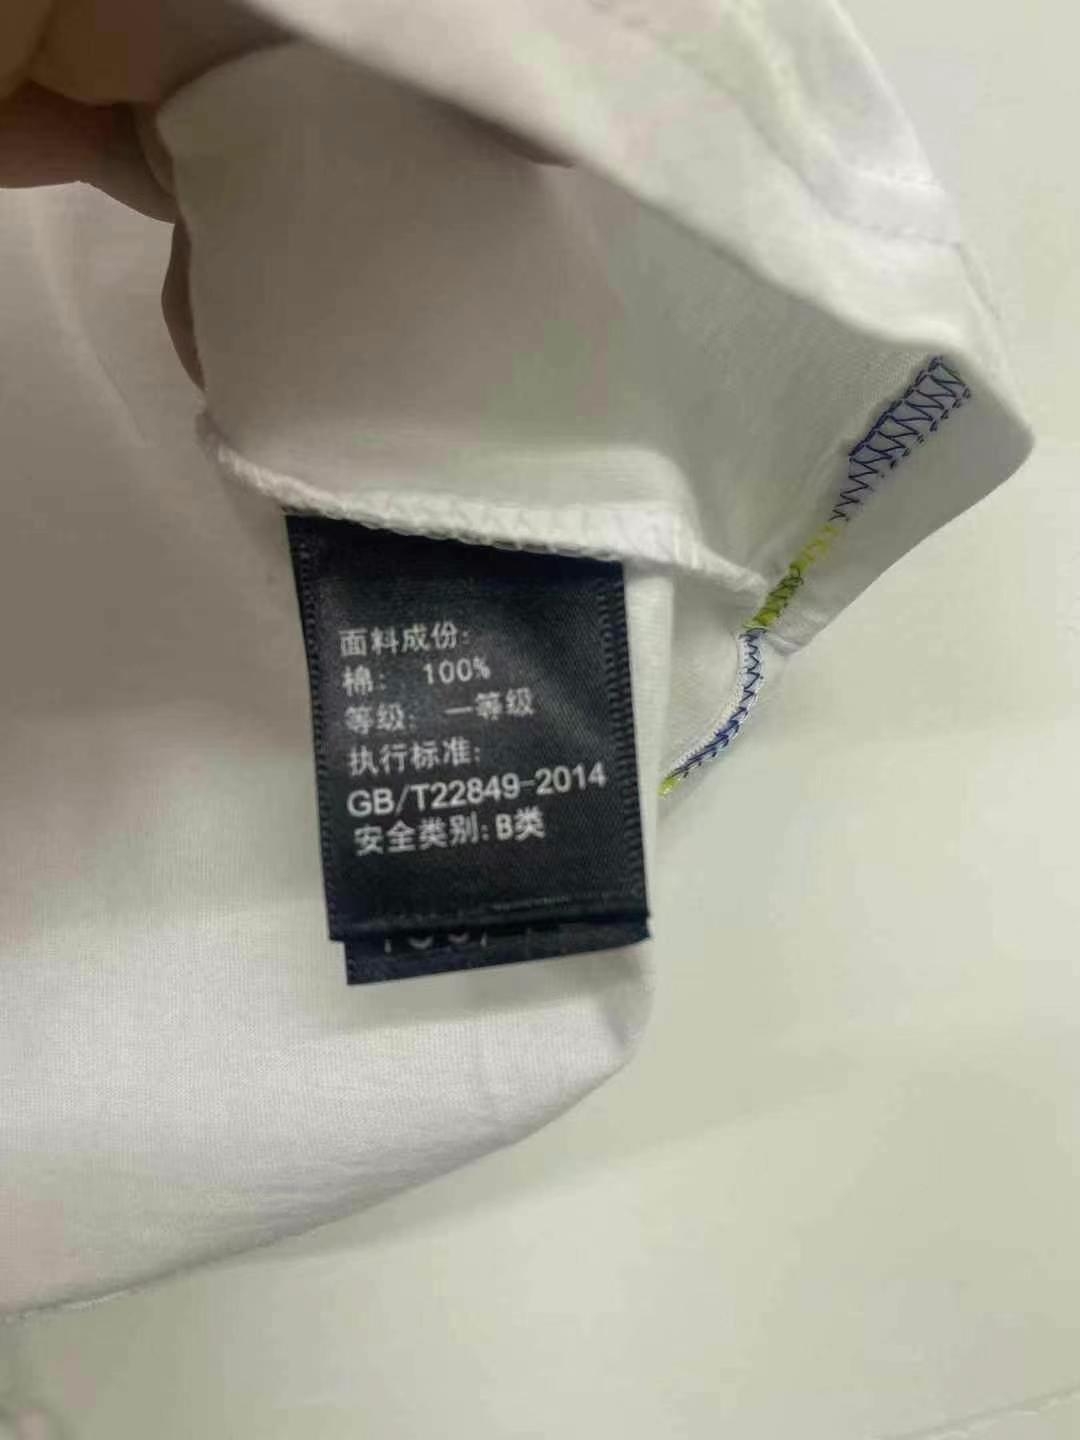 面料成份:
棉: 100%
等级: 一等级
执行标准:
GB/T22849-2014
安全类别: B类